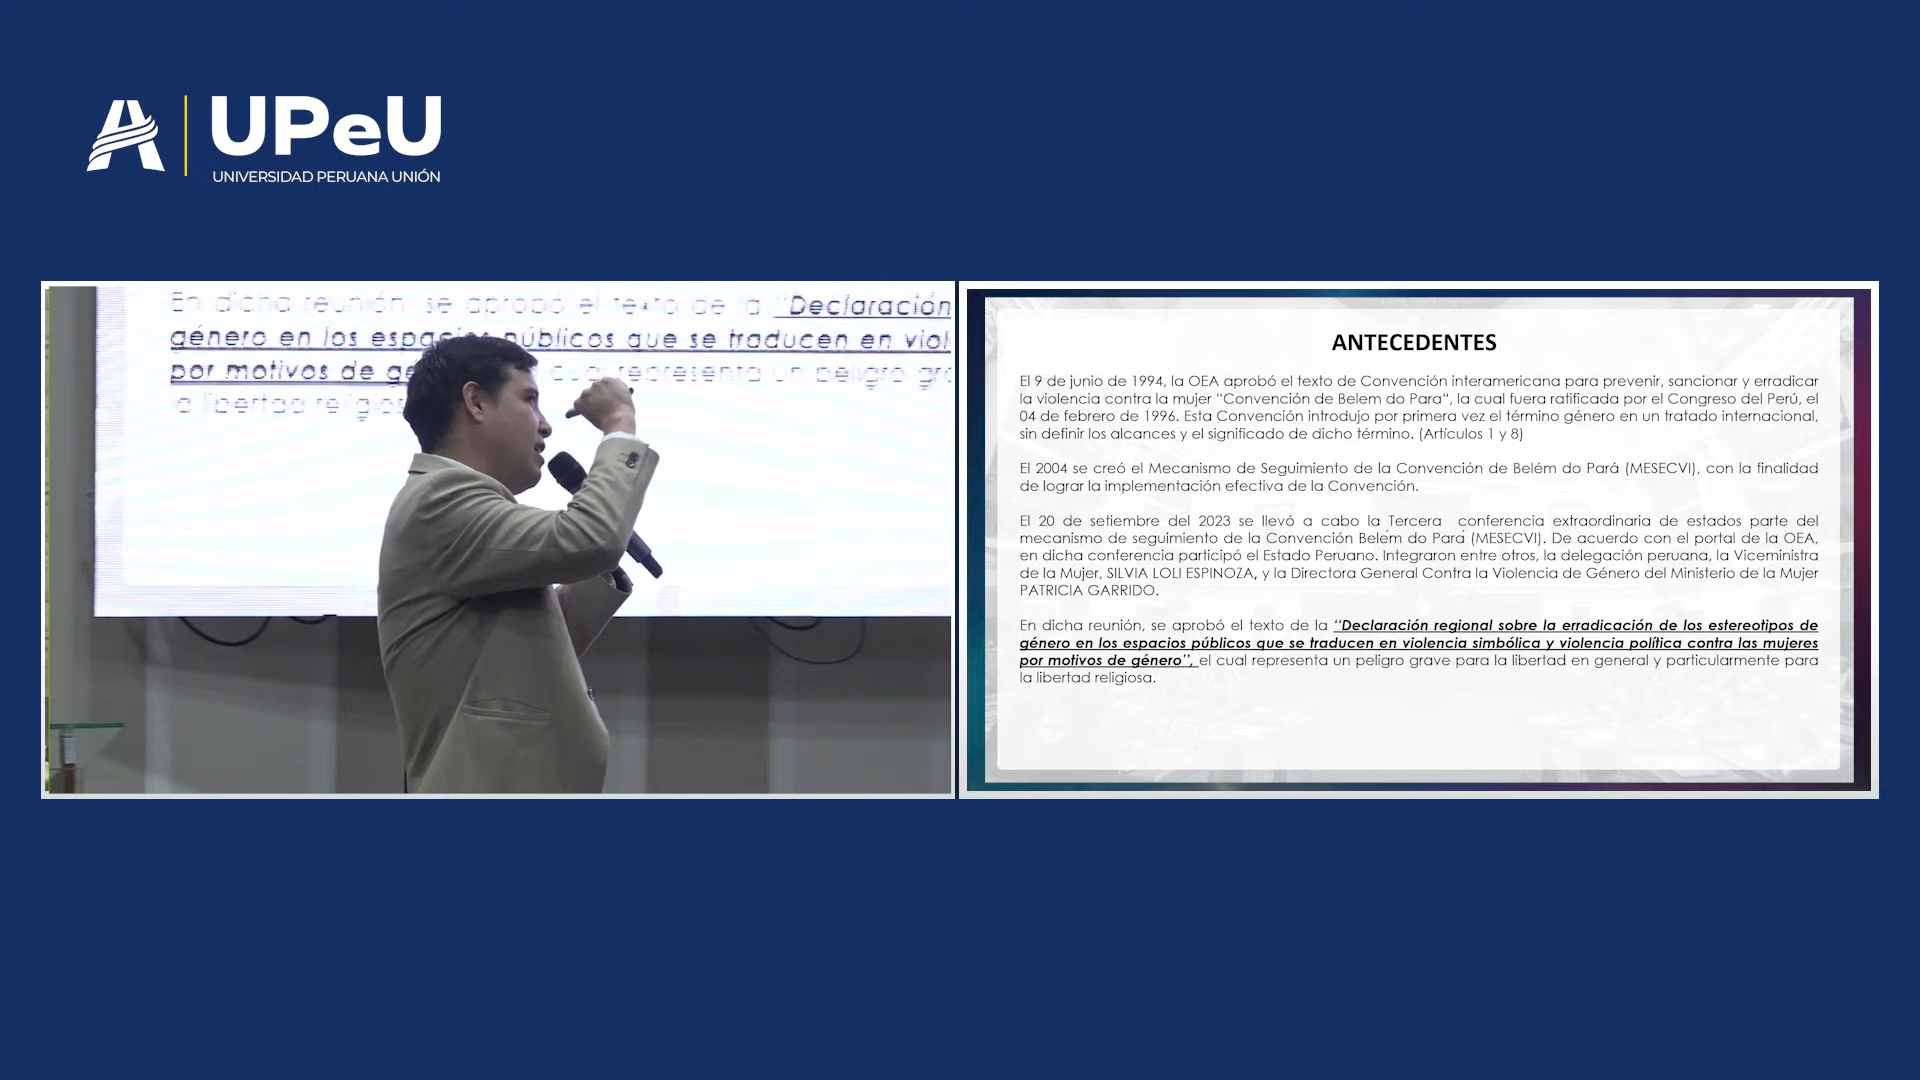 UPeU
UNIVERSIDAD PERUANA UNIÓN
En dicha reunión, se aprobó el texto de la "Declaración
género en los espacios públicos que se traducen en viol
por motivos de gé cual representa un peligro gra
la libertad religios
ANTECEDENTES
El 9 de junio de 1994, la OEA aprobó el texto de Convención interamericana para prevenir, sancionar y erradicar
la violencia contra la mujer "Convención de Belem do Para", la cual fuera ratificada por el Congreso del Perú, el
04 de febrero de 1996. Esta Convención introdujo por primera vez el término género en un tratado internacional,
sin definir los alcances y el significado de dicho término. (Artículos 1 y 8)
El 2004 se creó el Mecanismo de Seguimiento de la Convención de Belém do Pará (MESECVI), con la finalidad
de lograr la implementación efectiva de la Convención.
El 20 de setiembre del 2023 se llevó a cabo la Tercera conferencia extraordinaria de estados parte del
mecanismo de seguimiento de la Convención Belém do Pará (MESECVI). De acuerdo con el portal de la OEA,
en dicha conferencia participó el Estado Peruano. Integraron entre otros, la delegación peruana, la Viceministra
de la Mujer, SILVIA LOLI ESPINOZA, y la Directora General Contra la Violencia de Género del Ministerio de la Mujer
PATRICIA GARRIDO.
En dicha reunión, se aprobó el texto de la "Declaración regional sobre la erradicación de los estereotipos de
género en los espacios públicos que se traducen en violencia simbólica y violencia política contra las mujeres
por motivos de género", el cual representa un peligro grave para la libertad en general y particularmente para
la libertad religiosa.